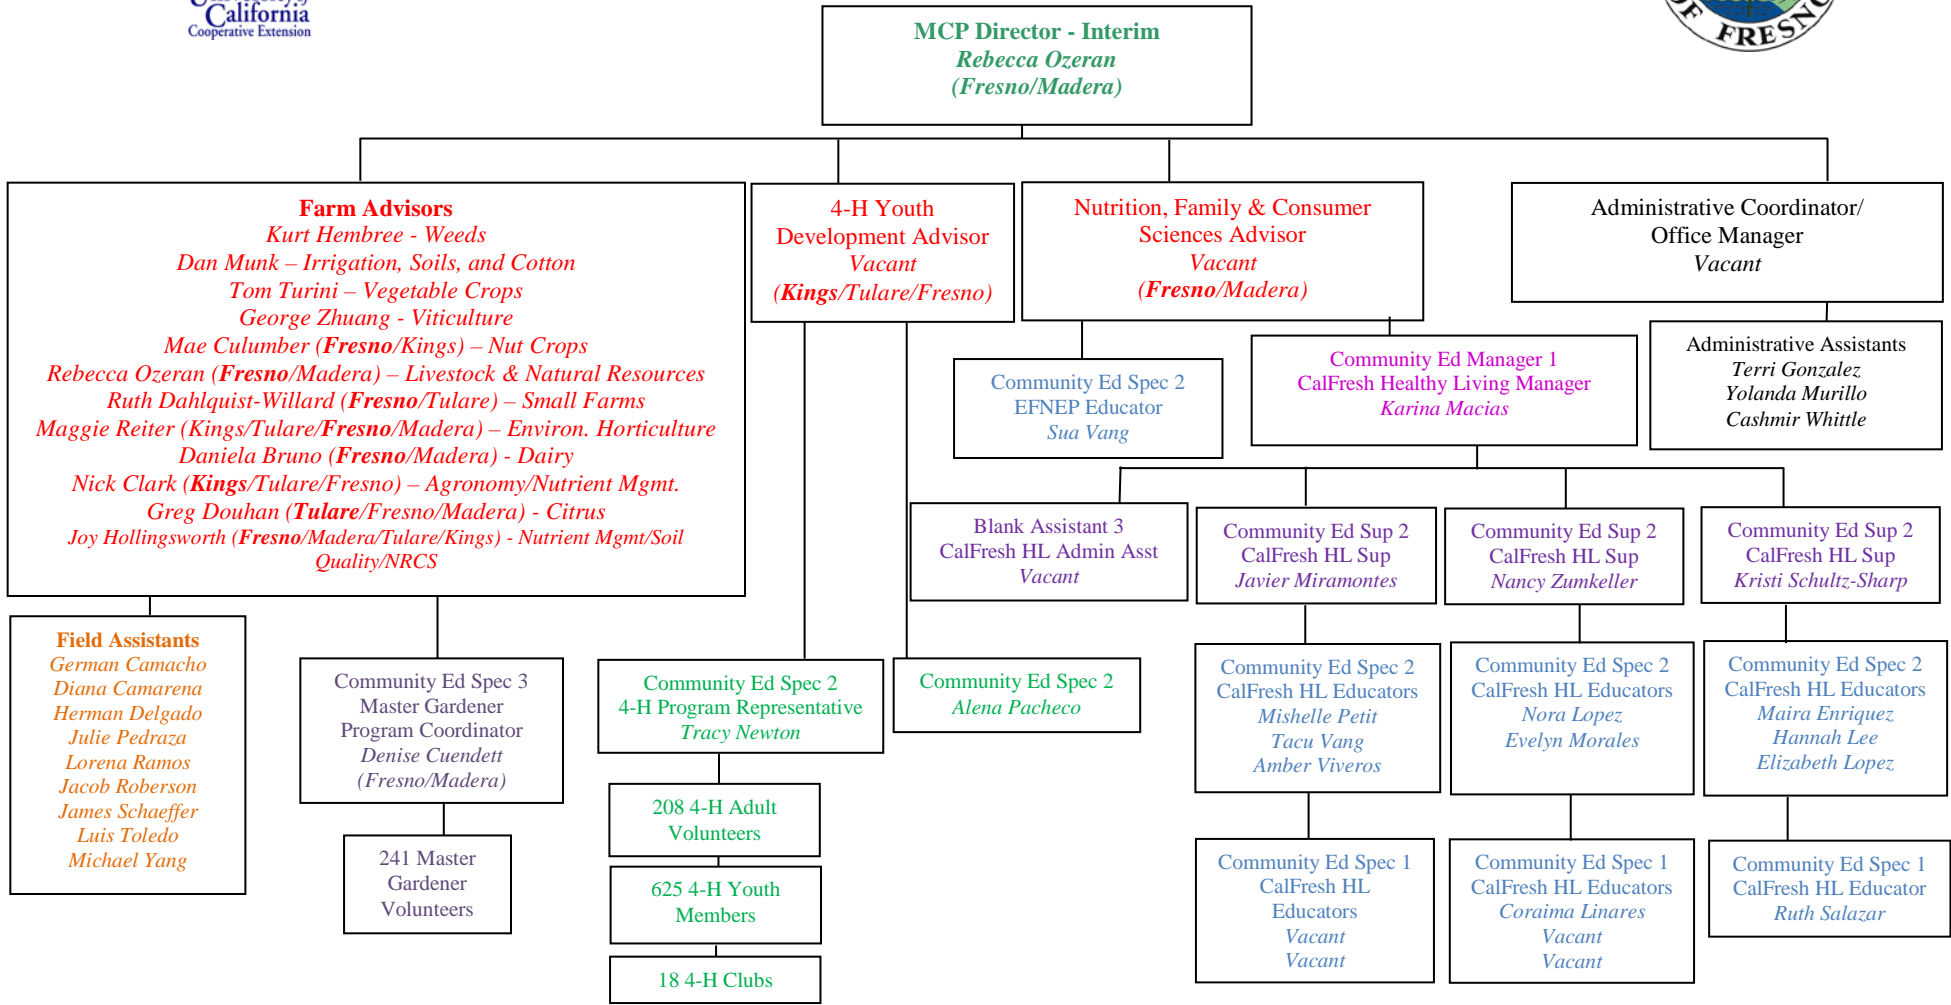 California
Cooperative Extension
OF FRESNO
MCP Director - Interim
Rebecca Ozeran
(Fresno/Madera)
Farm Advisors
Kurt Hembree - Weeds
Dan Munk – Irrigation, Soils, and Cotton
Tom Turini – Vegetable Crops
George Zhuang - Viticulture
Mae Culumber (Fresno/Kings) – Nut Crops
Rebecca Ozeran (Fresno/Madera) – Livestock & Natural Resources
Ruth Dahlquist-Willard (Fresno/Tulare) – Small Farms
Maggie Reiter (Kings/Tulare/Fresno/Madera) – Environ. Horticulture
Daniela Bruno (Fresno/Madera) - Dairy
Nick Clark (Kings/Tulare/Fresno) – Agronomy/Nutrient Mgmt.
Greg Douhan (Tulare/Fresno/Madera) - Citrus
Joy Hollingsworth (Fresno/Madera/Tulare/Kings) - Nutrient Mgmt/Soil
Quality/NRCS
4-H Youth
Development Advisor
Vacant
(Kings/Tulare/Fresno)
Nutrition, Family & Consumer
Sciences Advisor
Vacant
(Fresno/Madera)
Administrative Coordinator/
Office Manager
Vacant
Administrative Assistants
Terri Gonzalez
Yolanda Murillo
Cashmir Whittle
Community Ed Spec 2
EFNEP Educator
Sua Vang
Community Ed Manager 1
CalFresh Healthy Living Manager
Karina Macias
Blank Assistant 3
CalFresh HL Admin Asst
Vacant
Community Ed Sup 2
CalFresh HL Sup
Javier Miramontes
Community Ed Sup 2
CalFresh HL Sup
Nancy Zumkeller
Community Ed Sup 2
CalFresh HL Sup
Kristi Schultz-Sharp
Field Assistants
German Camacho
Diana Camarena
Herman Delgado
Julie Pedraza
Lorena Ramos
Jacob Roberson
James Schaeffer
Luis Toledo
Michael Yang
Community Ed Spec 3
Master Gardener
Program Coordinator
Denise Cuendett
(Fresno/Madera)
241 Master
Gardener
Volunteers
Community Ed Spec 2
4-H Program Representative
Tracy Newton
208 4-H Adult
Volunteers
625 4-H Youth
Members
18 4-H Clubs
Community Ed Spec 2
Alena Pacheco
Community Ed Spec 2
CalFresh HL Educators
Mishelle Petit
Tacu Vang
Amber Viveros
Community Ed Spec 2
CalFresh HL Educators
Nora Lopez
Evelyn Morales
Community Ed Spec 2
CalFresh HL Educators
Maira Enriquez
Hannah Lee
Elizabeth Lopez
Community Ed Spec 1
CalFresh HL
Educators
Vacant
Vacant
Community Ed Spec 1
CalFresh HL Educators
Coraima Linares
Vacant
Vacant
Community Ed Spec 1
CalFresh HL Educator
Ruth Salazar